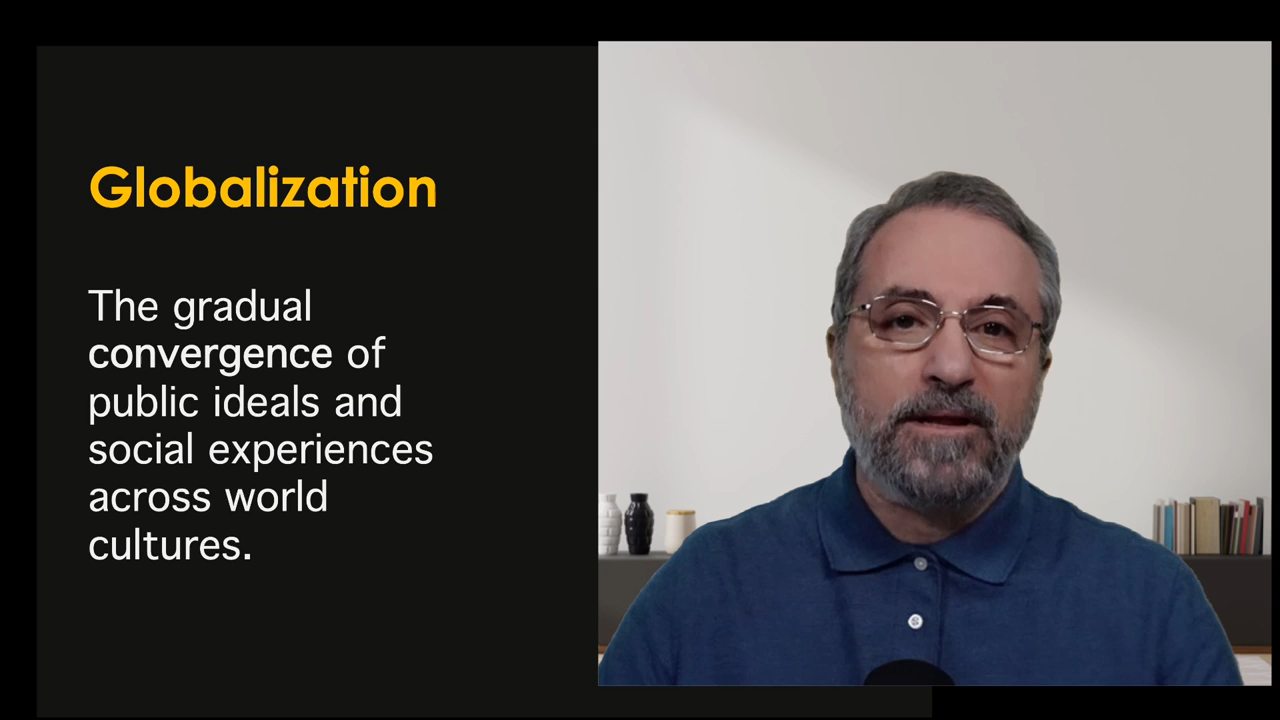 Globalization
The gradual
convergence of
public ideals and
social experiences
across world
cultures.